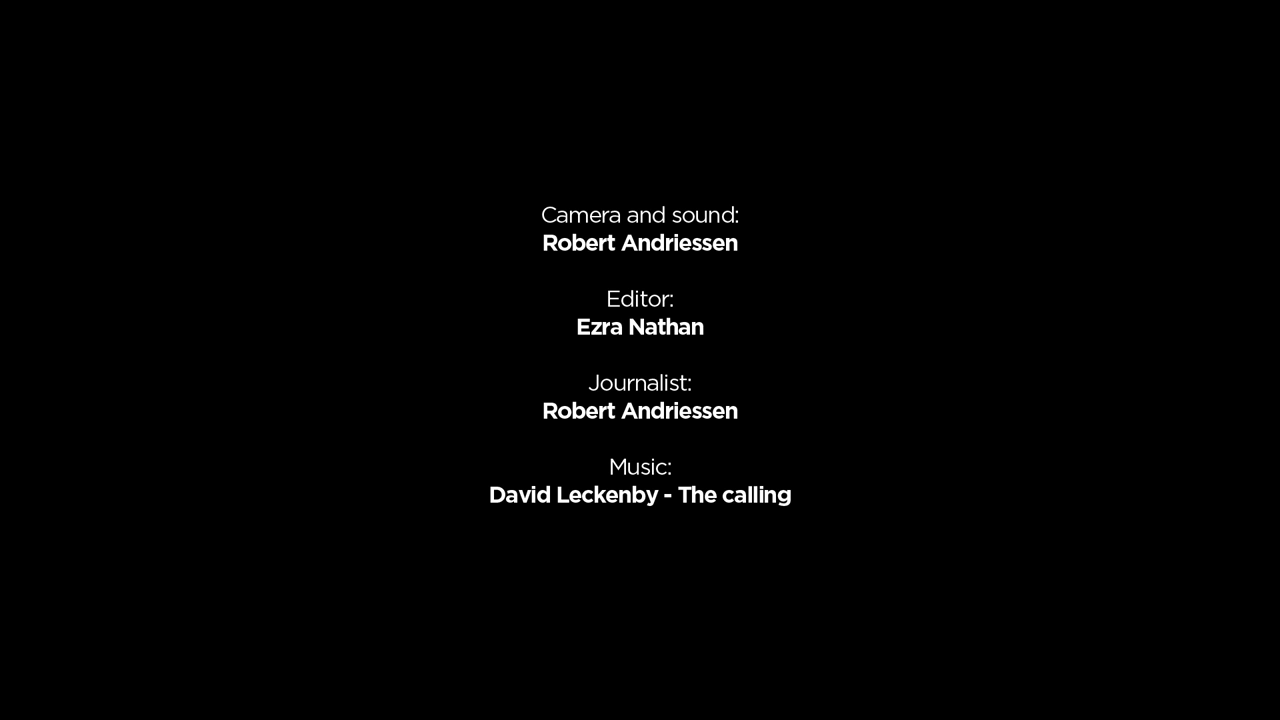 Camera and sound:
Robert Andriessen
Editor:
Ezra Nathan
Journalist:
Robert Andriessen
Music:
David Leckenby - The calling